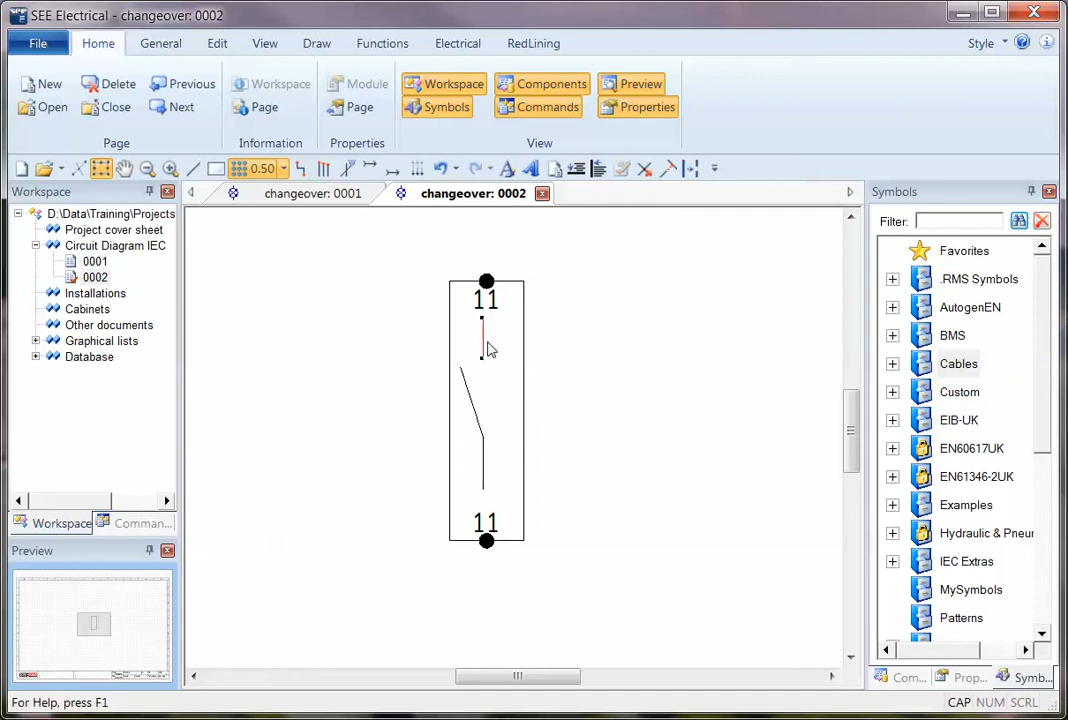 SEE Electrical - changeover: 0002
File Home General Edit View Draw Functions Electrical RedLining Style
New Delete Previous Workspace Module Workspace Components Preview
Open Close Next Page Page Symbols Commands Properties
Page Information Properties View
0.50
Workspace changeover: 0001 changeover: 0002 Symbols
D:\Data\Training\Projects
Project cover sheet
Circuit Diagram IEC
0001
0002
Installations
Cabinets
Other documents
Graphical lists
Database
Workspace Comman...
Preview
11
11
Filter:
Favorites
.RMS Symbols
AutogenEN
BMS
Cables
Custom
EIB-UK
EN60617UK
EN61346-2UK
Examples
Hydraulic & Pneur
IEC Extras
MySymbols
Patterns
Com... Prop... Symb...
For Help, press F1 CAP NUM SCRL